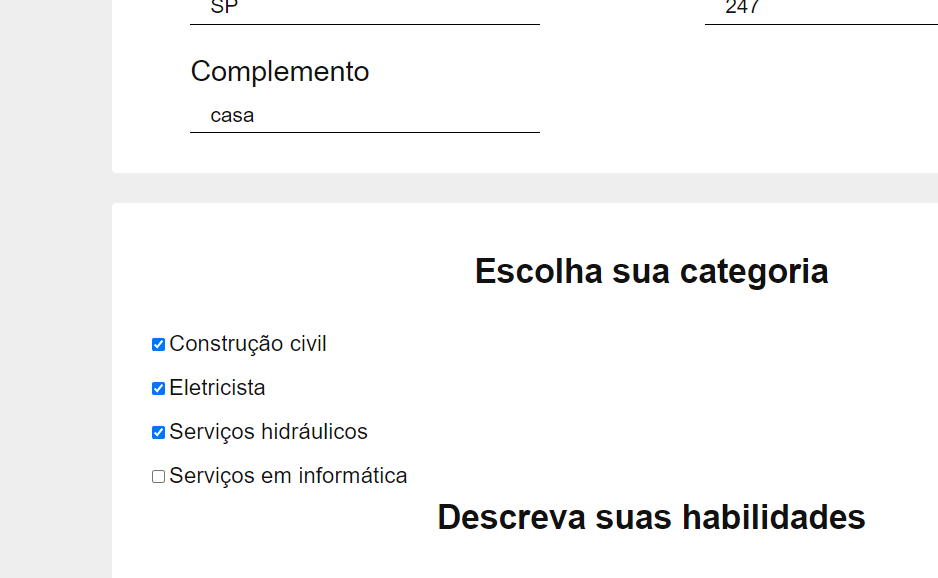 SP
247
Complemento
casa
Escolha sua categoria
Construção civil
Eletricista
Serviços hidráulicos
Serviços em informática
Descreva suas habilidades